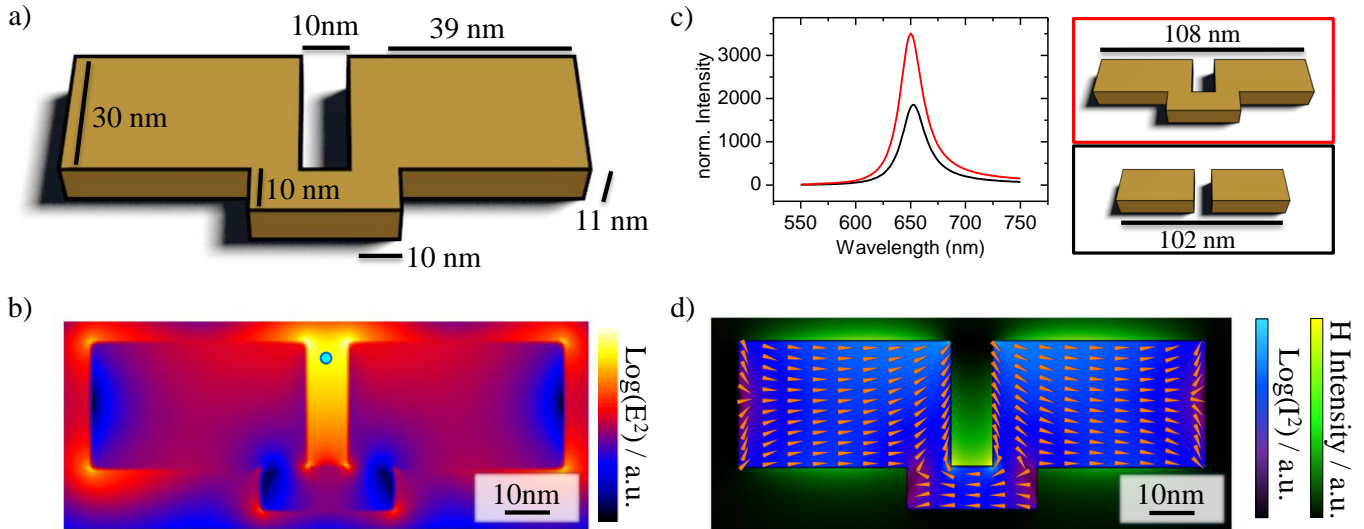 a)
10nm
39 nm
30 nm
10 nm
11 nm
10 nm
b)
Log(E²) / a.u.
10nm
c)
norm. Intensity
3000
2000
1000
0
550
600
650
700
750
Wavelength (nm)
108 nm
102 nm
d)
10nm
Log(I²) / a.u.
H Intensity / a.u.